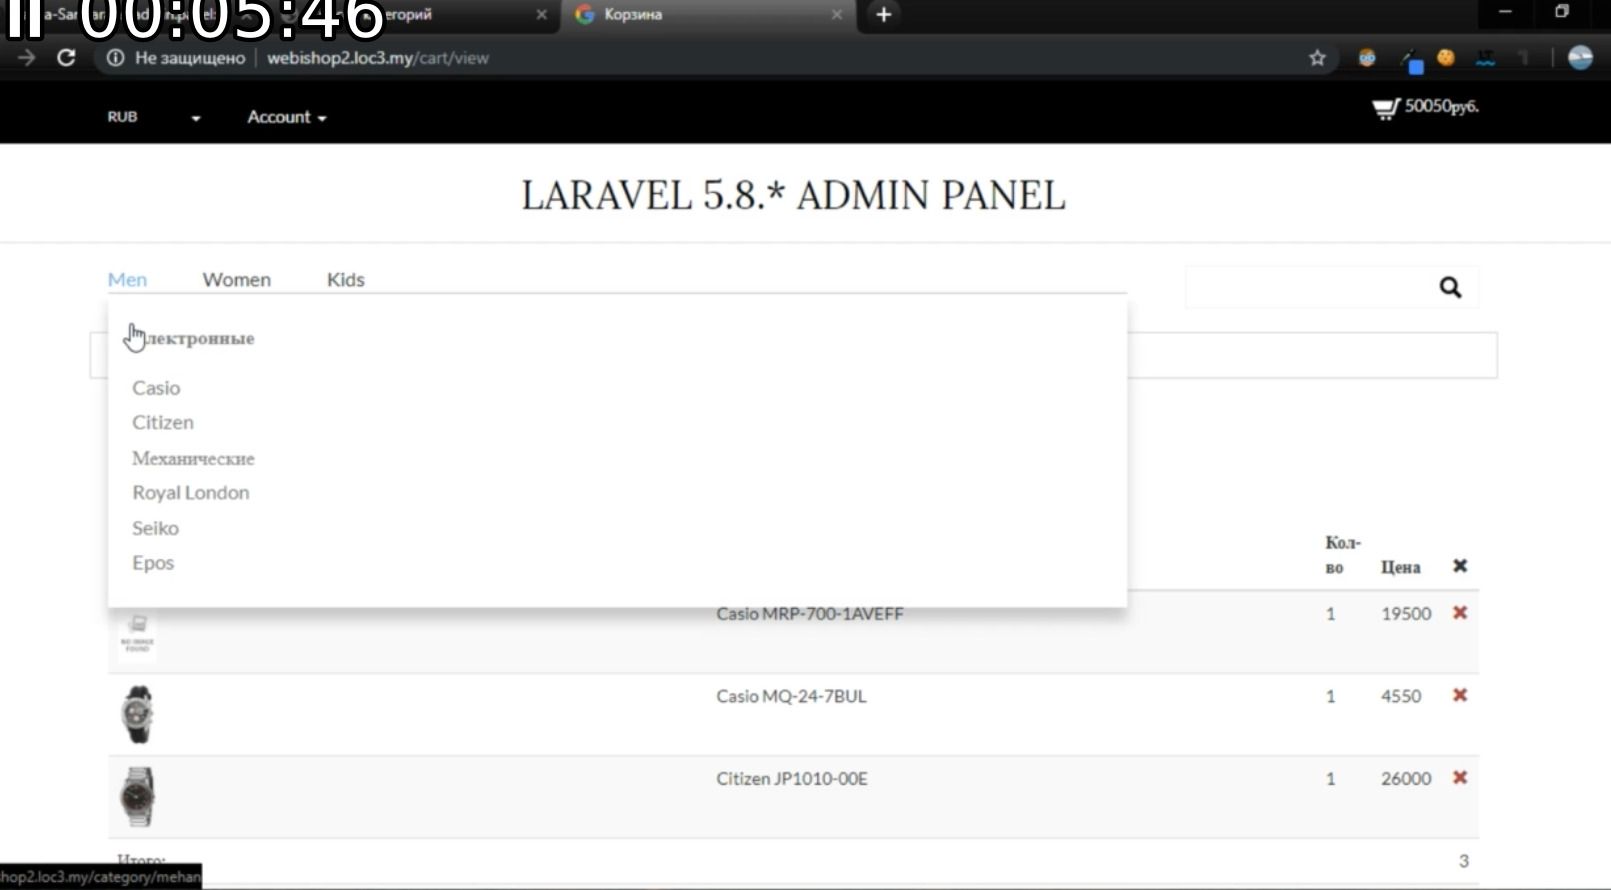 00:05:46
Корзина
Не защищено | webishop2.loc3.my/cart/view
RUB Account 50050руб.
LARAVEL 5.8.* ADMIN PANEL
Men Women Kids
лектронные
Casio
Citizen
Механические
Royal London
Seiko
Epos
Кол-
во Цена
NO IMAGE
FOUND
Casio MRP-700-1AVEFF 1 19500
Casio MQ-24-7BUL 1 4550
Citizen JP1010-00E 1 26000
Итого: 3
hop2.loc3.my/category/mehan